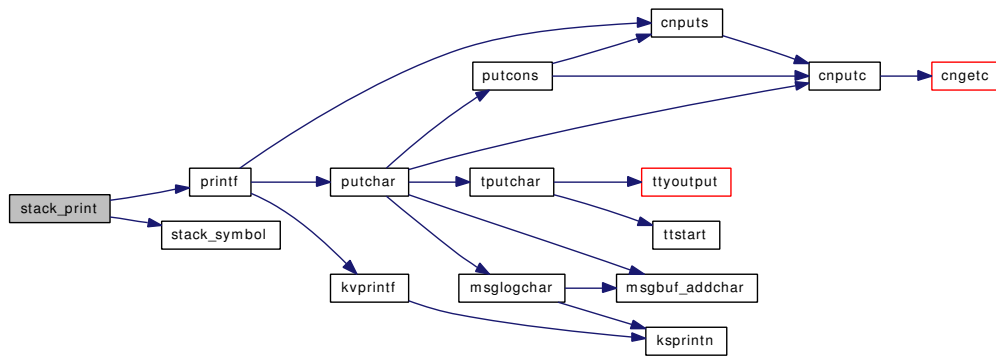 cnputs
putcons
cnputc
cngetc
printf
putchar
tputchar
ttyoutput
stack_print
stack_symbol
ttstart
kvprintf
msglogchar
msgbuf_addchar
ksprintn